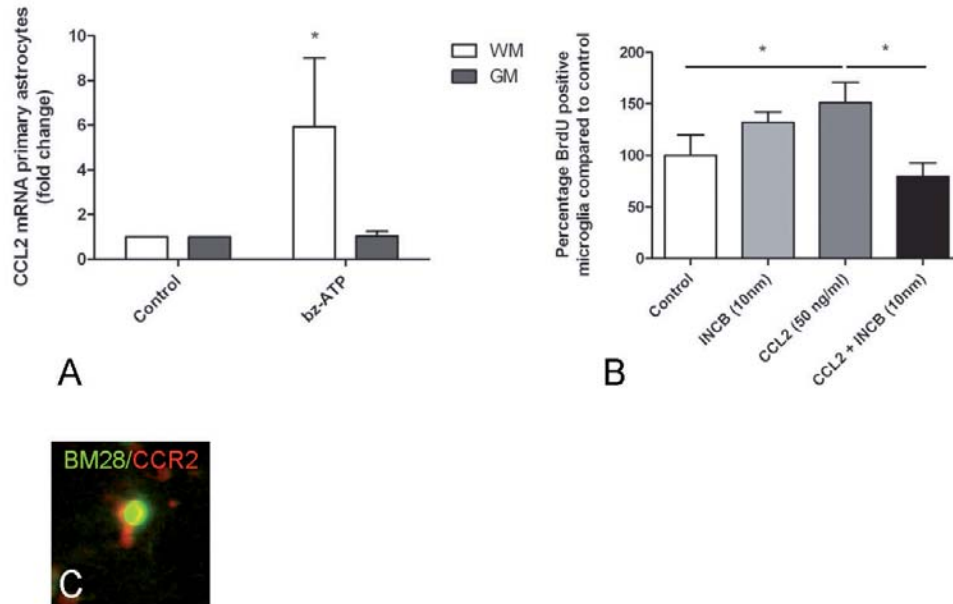 CCL2 mRNA primary astrocytes
(fold change)
10
8
6
4
2
0
*
Control
bz-ATP
WM
GM
A
Percentage BrdU positive
microglia compared to control
200
150
100
50
0
*
*
Control
INCB (10nm)
CCL2 (50 ng/ml)
CCL2 + INCB (10nm)
B
BM28/CCR2
C